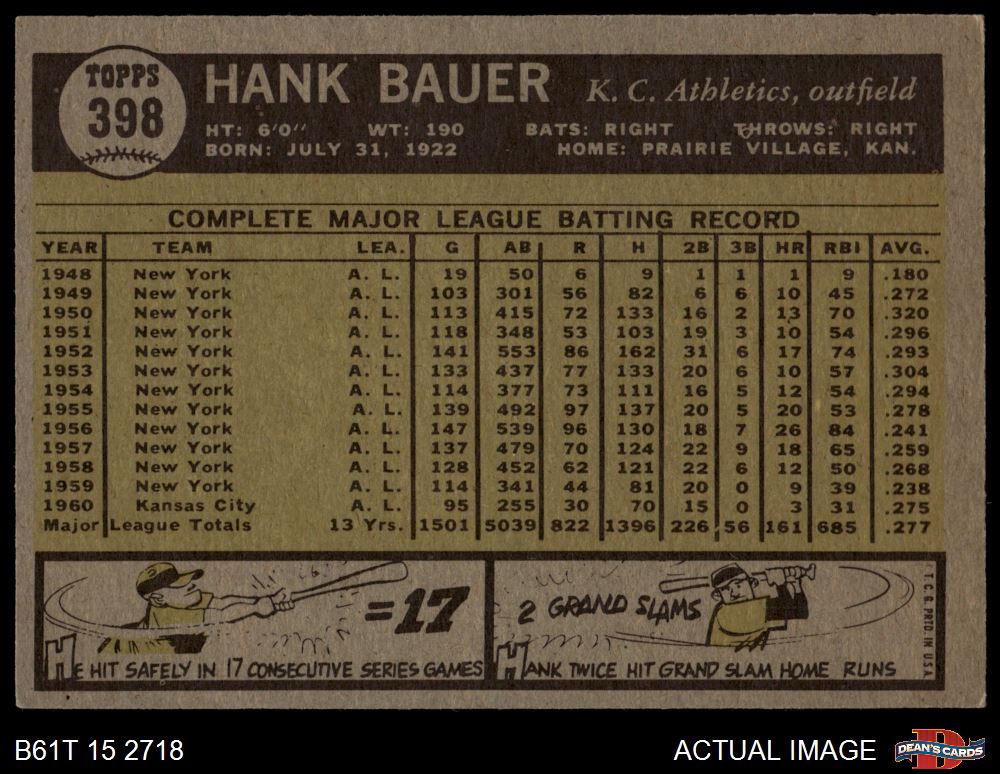 TOPPS
398
HANK BAUER K. C. Athletics, outfield
HT: 6'0" WT: 190 BATS: RIGHT THROWS: RIGHT
BORN: JULY 31, 1922 HOME: PRAIRIE VILLAGE, KAN.
COMPLETE MAJOR LEAGUE BATTING RECORD
YEAR TEAM LEA. G AB R H 2B 3B HR RBI AVG.
1948 New York A. L. 19 50 6 9 1 1 1 9 .180
1949 New York A. L. 103 301 56 82 6 6 10 45 .272
1950 New York A. L. 113 415 72 133 16 2 13 70 .320
1951 New York A. L. 118 348 53 103 19 3 10 54 .296
1952 New York A. L. 141 553 86 162 31 6 17 74 .293
1953 New York A. L. 133 437 77 133 20 6 10 57 .304
1954 New York A. L. 114 377 73 111 16 5 12 54 .294
1955 New York A. L. 139 492 97 137 20 5 20 53 .278
1956 New York A. L. 147 539 96 130 18 7 26 84 .241
1957 New York A. L. 137 479 70 124 22 9 18 65 .259
1958 New York A. L. 128 452 62 121 22 6 12 50 .268
1959 New York A. L. 114 341 44 81 20 0 9 39 .238
1960 Kansas City A. L. 95 255 30 70 15 0 3 31 .275
Major League Totals 13 Yrs. 1501 5039 822 1396 226 56 161 685 .277
=17
HE HIT SAFELY IN 17 CONSECUTIVE SERIES GAMES
2 GRAND SLAMS
HANK TWICE HIT GRAND SLAM HOME RUNS
T.C.G. PRTD. IN U.S.A.
B61T 15 2718 ACTUAL IMAGE
DEAN'S CARDS